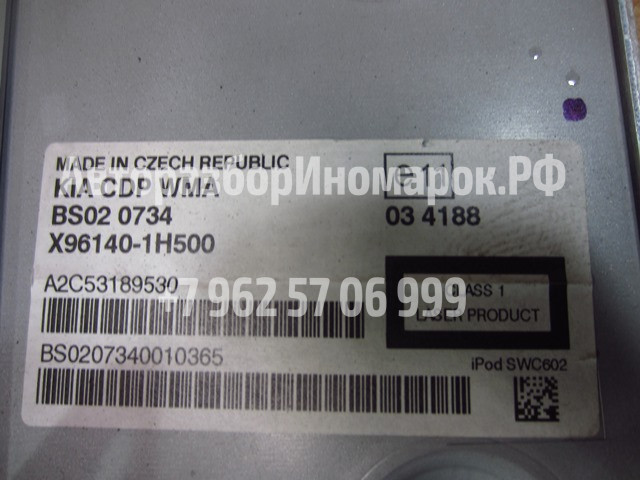 MADE IN CZECH REPUBLIC
KIA CDP WMA
e11
АвторазборИномарок.РФ
BS02 0734
03 4188
X96140-1H500
A2C53189530
+7 962 57 06 999
CLASS 1
LASER PRODUCT
BS0207340010365
iPod SWC602